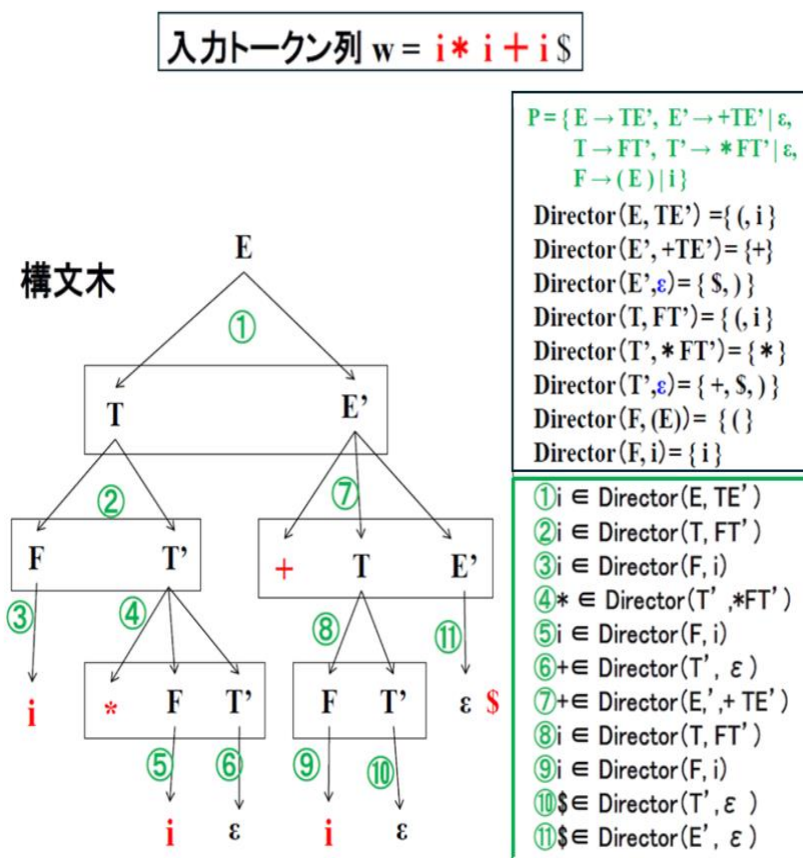 入力トークン列 w = i* i + i $
P = { E → TE’, E’ → +TE’ | ε,
T → FT’, T’ → *FT’ | ε,
F → (E) | i }
Director(E, TE’) ={ (, i }
Director(E’, +TE’)= {+}
Director(E’,ε)= { $, ) }
Director(T, FT’)= { (, i }
Director(T’, *FT’)= { * }
Director(T’,ε)= { +, $, ) }
Director(F, (E))= { ( }
Director(F, i)= { i }
構文木
E
①
T E’
② ⑦
F T’ + T E’
③ ④ ⑧ ⑪
i * F T’ F T’ ε $
⑤ ⑥ ⑨ ⑩
i ε i ε
①i ∈ Director(E, TE’)
②i ∈ Director(T, FT’)
③i ∈ Director(F, i)
④* ∈ Director(T’ ,*FT’)
⑤i ∈ Director(F, i)
⑥+∈ Director(T’, ε)
⑦+∈ Director(E,’,+ TE’)
⑧i ∈ Director(T, FT’)
⑨i ∈ Director(F, i)
⑩$∈ Director(T’,ε )
⑪$∈ Director(E’, ε)